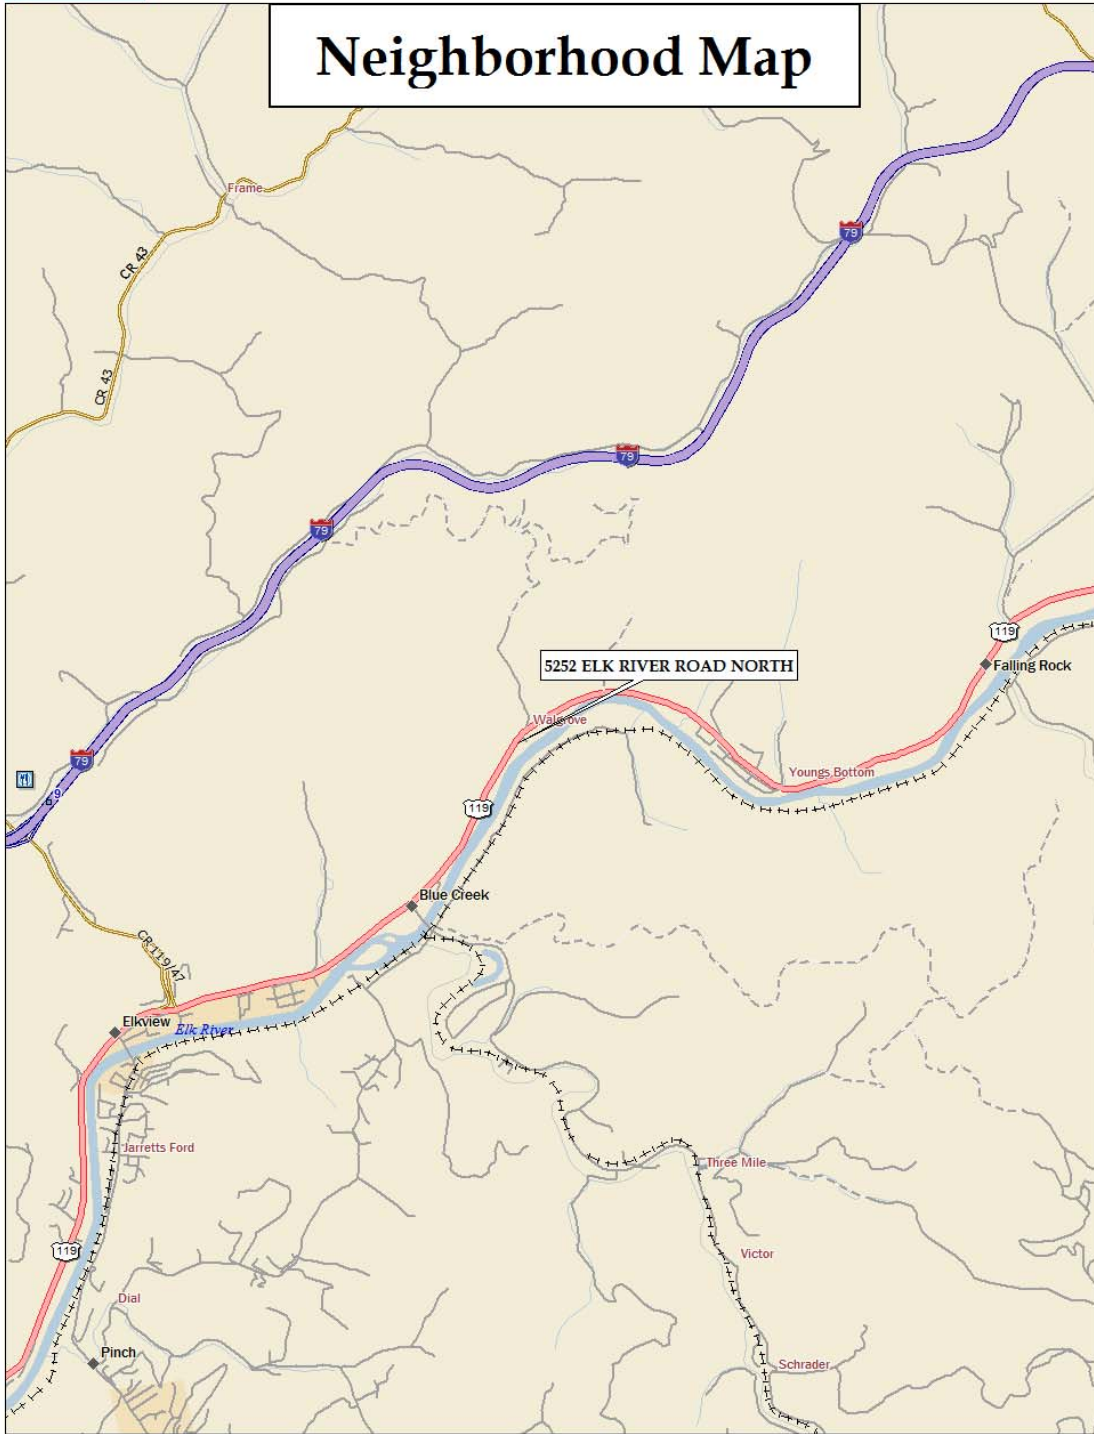 Neighborhood Map
Frame
CR 43
79
CR 43
79
79
119
5252 ELK RIVER ROAD NORTH
Falling Rock
Walgrove
79
Youngs Bottom
9
119
Blue Creek
CR 119/47
Elkview
Elk River
Jarretts Ford
Three Mile
119
Victor
Dial
Pinch
Schrader